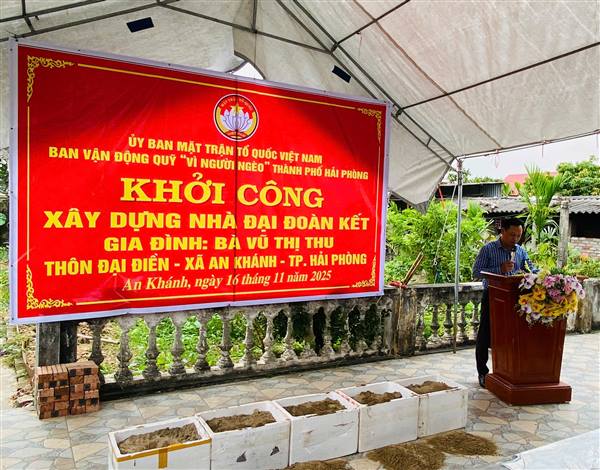 ỦY BAN MẶT TRẬN TỔ QUỐC VIỆT NAM
BAN VẬN ĐỘNG QUỸ "VÌ NGƯỜI NGÈO" THÀNH PHỐ HẢI PHÒNG
KHỞI CÔNG
XÂY DỰNG NHÀ ĐẠI ĐOÀN KẾT
GIA ĐÌNH: BÀ VŨ THỊ THU
THÔN ĐẠI ĐIỀN - XÃ AN KHÁNH - TP. HẢI PHÒNG
An Khánh, ngày 16 tháng 11 năm 2025